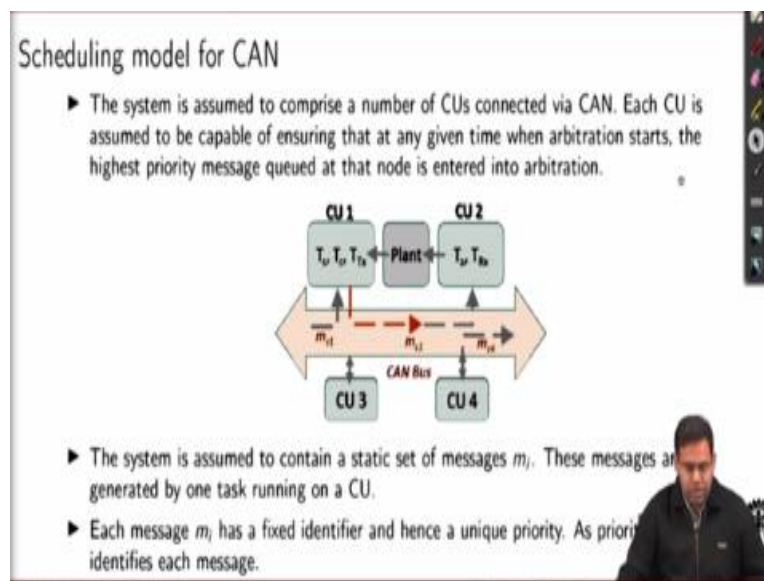 Scheduling model for CAN
▶ The system is assumed to comprise a number of CUs connected via CAN. Each CU is
assumed to be capable of ensuring that at any given time when arbitration starts, the
highest priority message queued at that node is entered into arbitration.
CU 1
CU 2
Plant
CAN Bus
CU 3
CU 4
▶ The system is assumed to contain a static set of messages mᵢ. These messages
generated by one task running on a CU.
▶ Each message mᵢ has a fixed identifier and hence a unique priority. As
identifies each message.